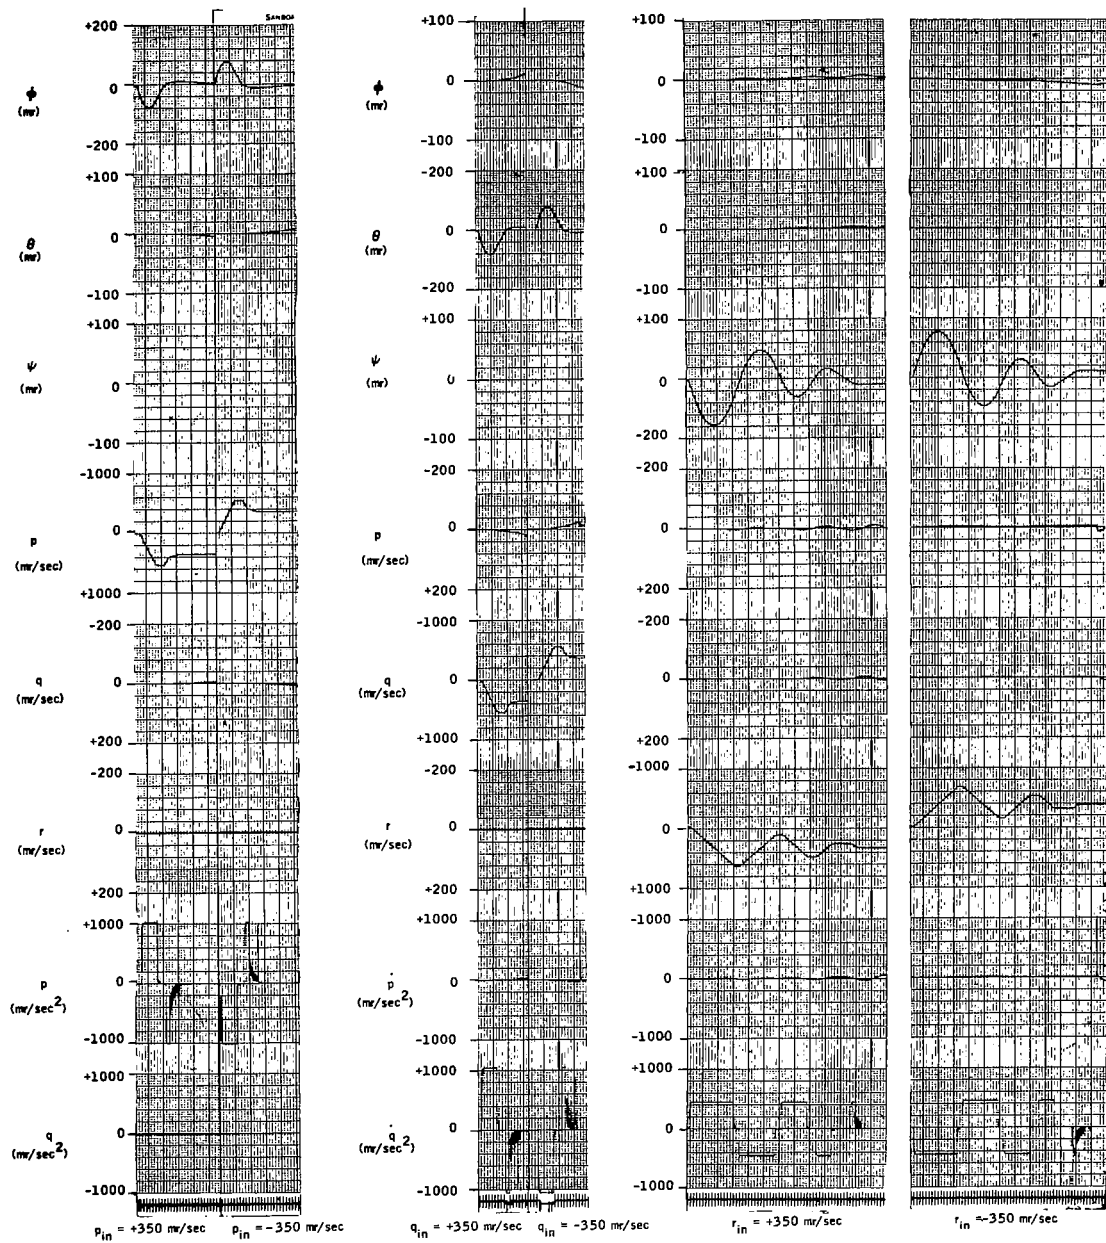 SANBOR
+200
ϕ
(mr)
0
-200
+100
θ
(mr)
0
-100
+100
ψ
(mr)
0
-100
-1000
0
p
(mr/sec)
+1000
-200
q
(mr/sec)
0
+200
-200
r
(mr/sec)
0
+200
+1000
0
p
(mr/sec²)
-1000
+1000
q
(mr/sec²)
0
-1000
p_in = +350 mr/sec p_in = -350 mr/sec
+100
ϕ
(mr)
0
-100
-200
θ
(mr)
0
-200
+100
ψ
(mr)
0
-100
-200
0
p
(mr/sec)
+200
-1000
q
(mr/sec)
0
+1000
-200
r
(mr/sec)
0
+200
+1000
0
ṗ
(mr/sec²)
-1000
+1000
0
q̇
(mr/sec²)
-1000
q_in = +350 mr/sec q_in = -350 mr/sec
+100
0
-100
+100
0
-100
+100
0
-200
-200
0
+200
-200
0
+200
-1000
0
+1000
-1000
0
-1000
+1000
0
-1000
r_in = +350 mr/sec
r_in =-350 mr/sec